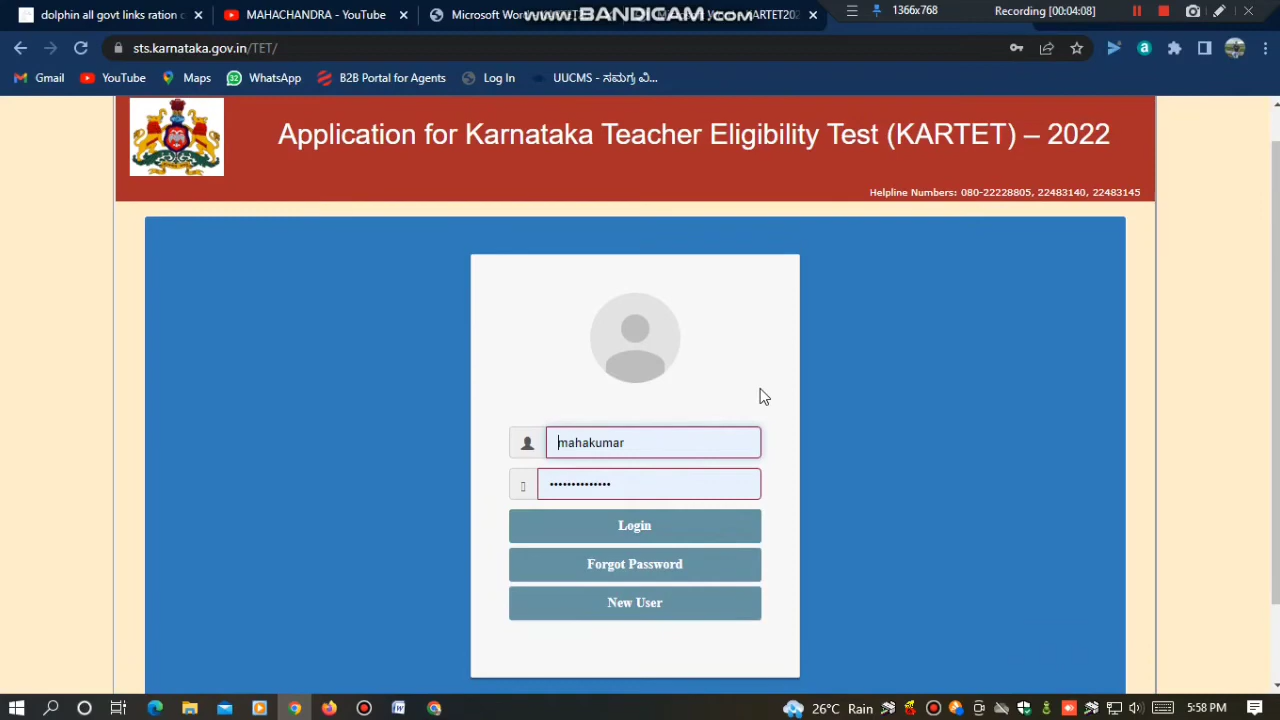 dolphin all govt links ration c
MAHACHANDRA - YouTube
Microsoft Word
KARTET202
www.BANDICAM.com
1366x768
Recording [00:04:08]
sts.karnataka.gov.in/TET/
Gmail
YouTube
Maps
WhatsApp
B2B Portal for Agents
Log In
UUCMS - ಸಮಗ್ರ ವಿ...
Application for Karnataka Teacher Eligibility Test (KARTET) – 2022
Helpline Numbers: 080-22228805, 22483140, 22483145
mahakumar
••••••••••••••
Login
Forgot Password
New User
26°C Rain
5:58 PM